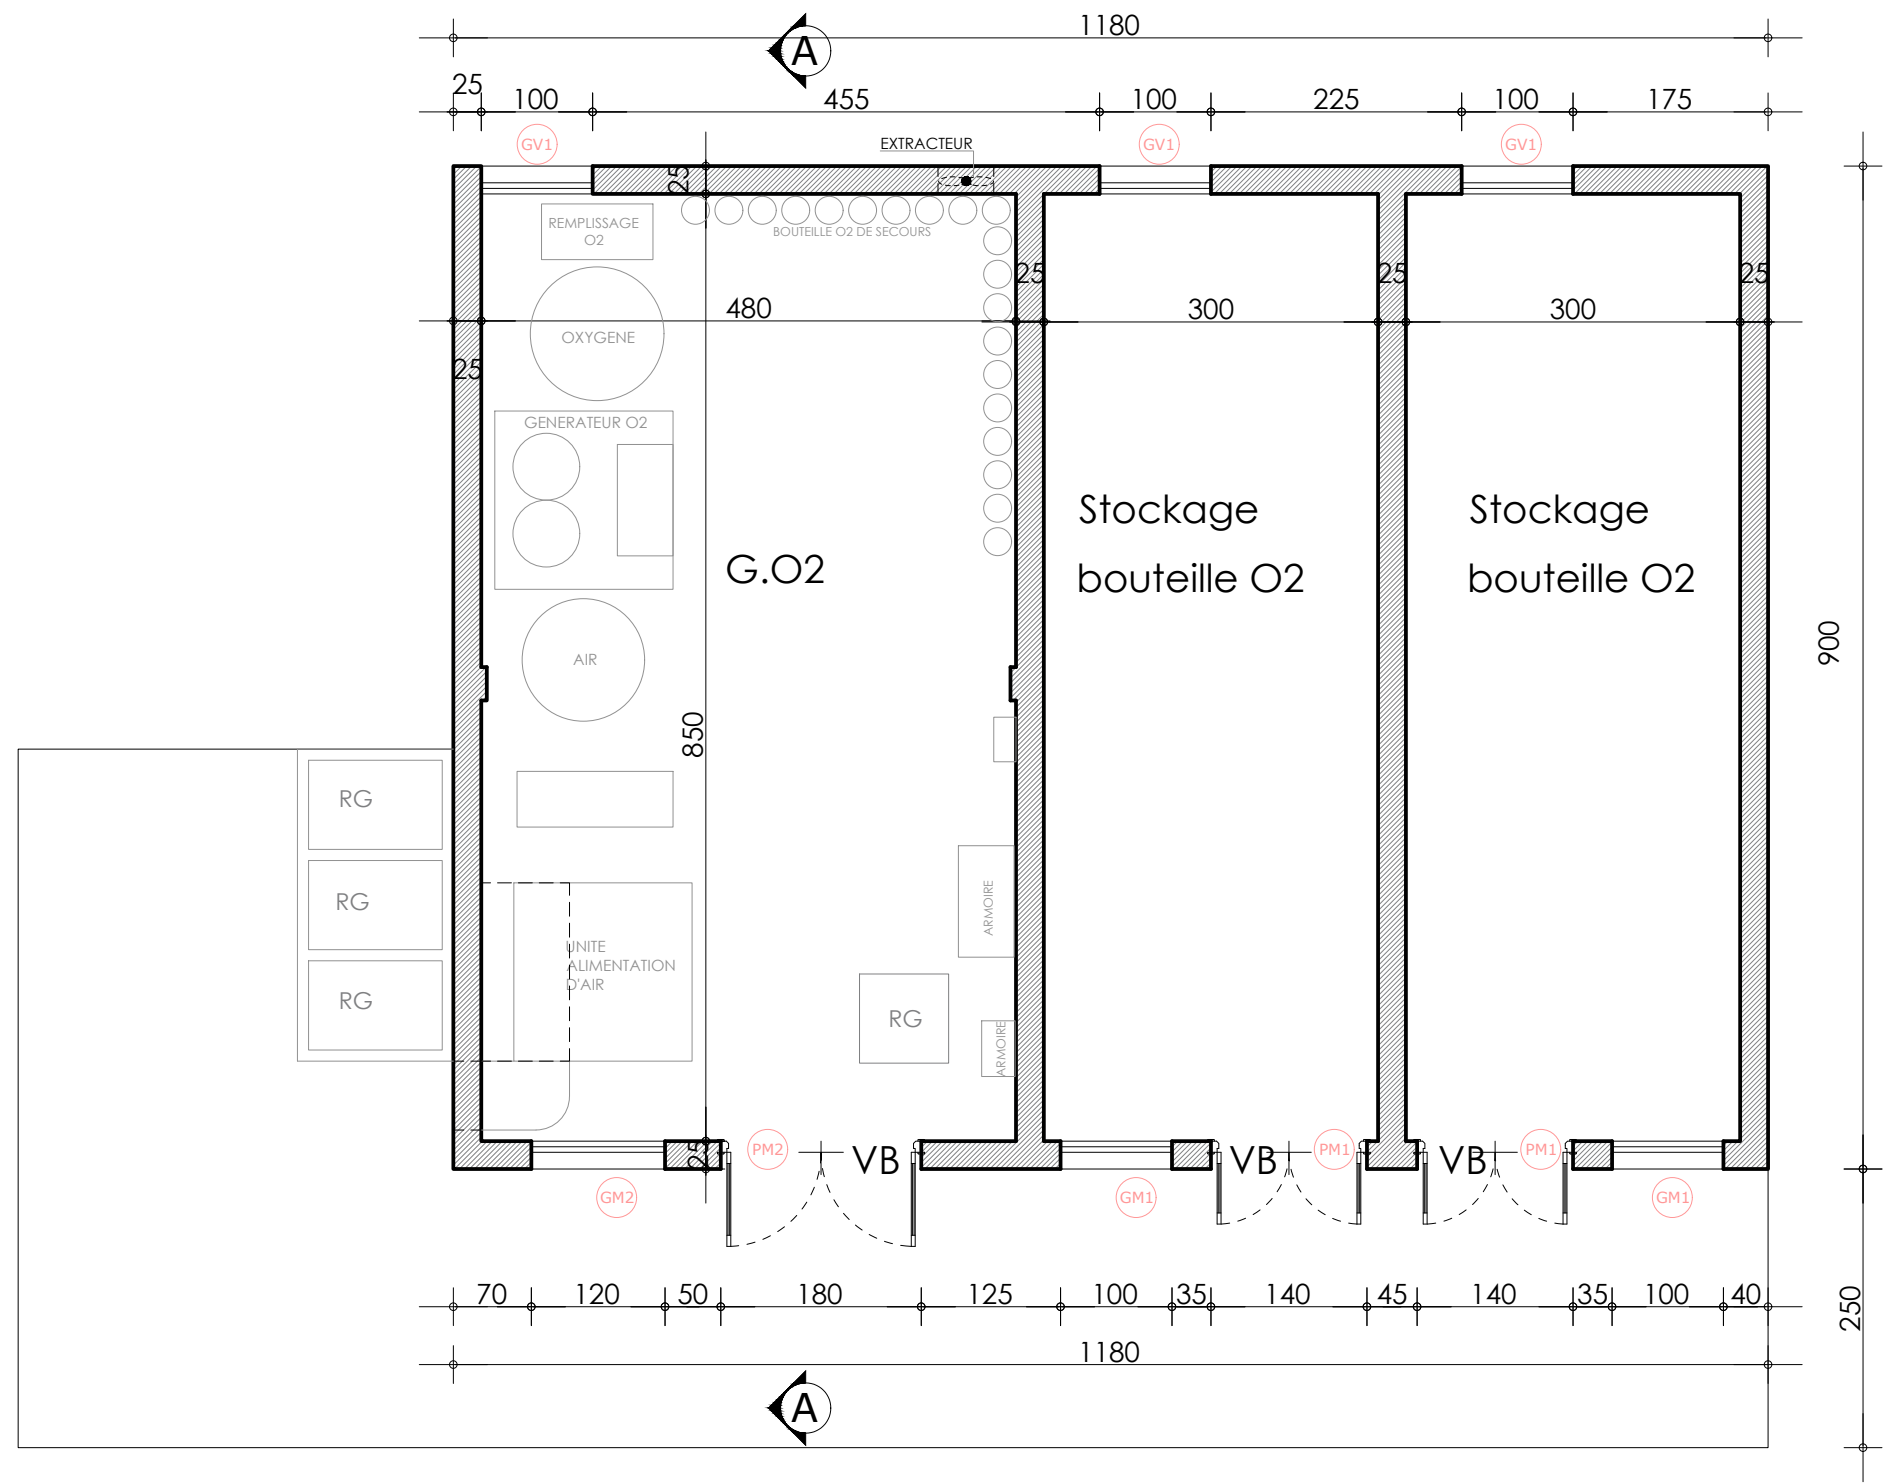 1180
A
25
100
455
100
225
100
175
GV1
EXTRACTEUR
GV1
GV1
25
REMPLISSAGE
O2
BOUTEILLE O2 DE SECOURS
25
25
25
480
300
300
OXYGENE
25
GENERATEUR O2
Stockage
bouteille O2
Stockage
bouteille O2
G.O2
900
AIR
850
RG
RG
RG
ARMOIRE
UNITE
ALIMENTATION
D'AIR
RG
ARMOIRE
25
PM2
VB
VB
PM1
VB
PM1
GM2
GM1
GM1
70
120
50
180
125
100
35
140
45
140
35
100
40
250
1180
A